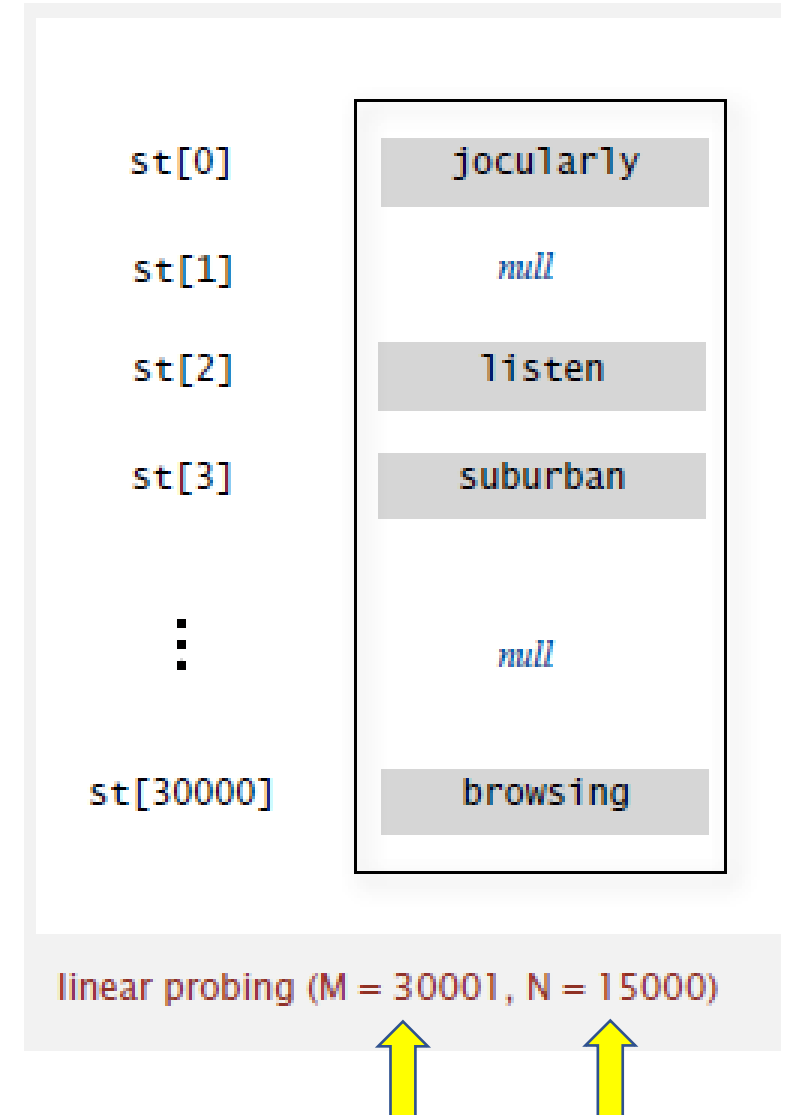 st[0] jocularly
st[1] null
st[2] listen
st[3] suburban
⋮ null
st[30000] browsing
linear probing (M = 30001, N = 15000)